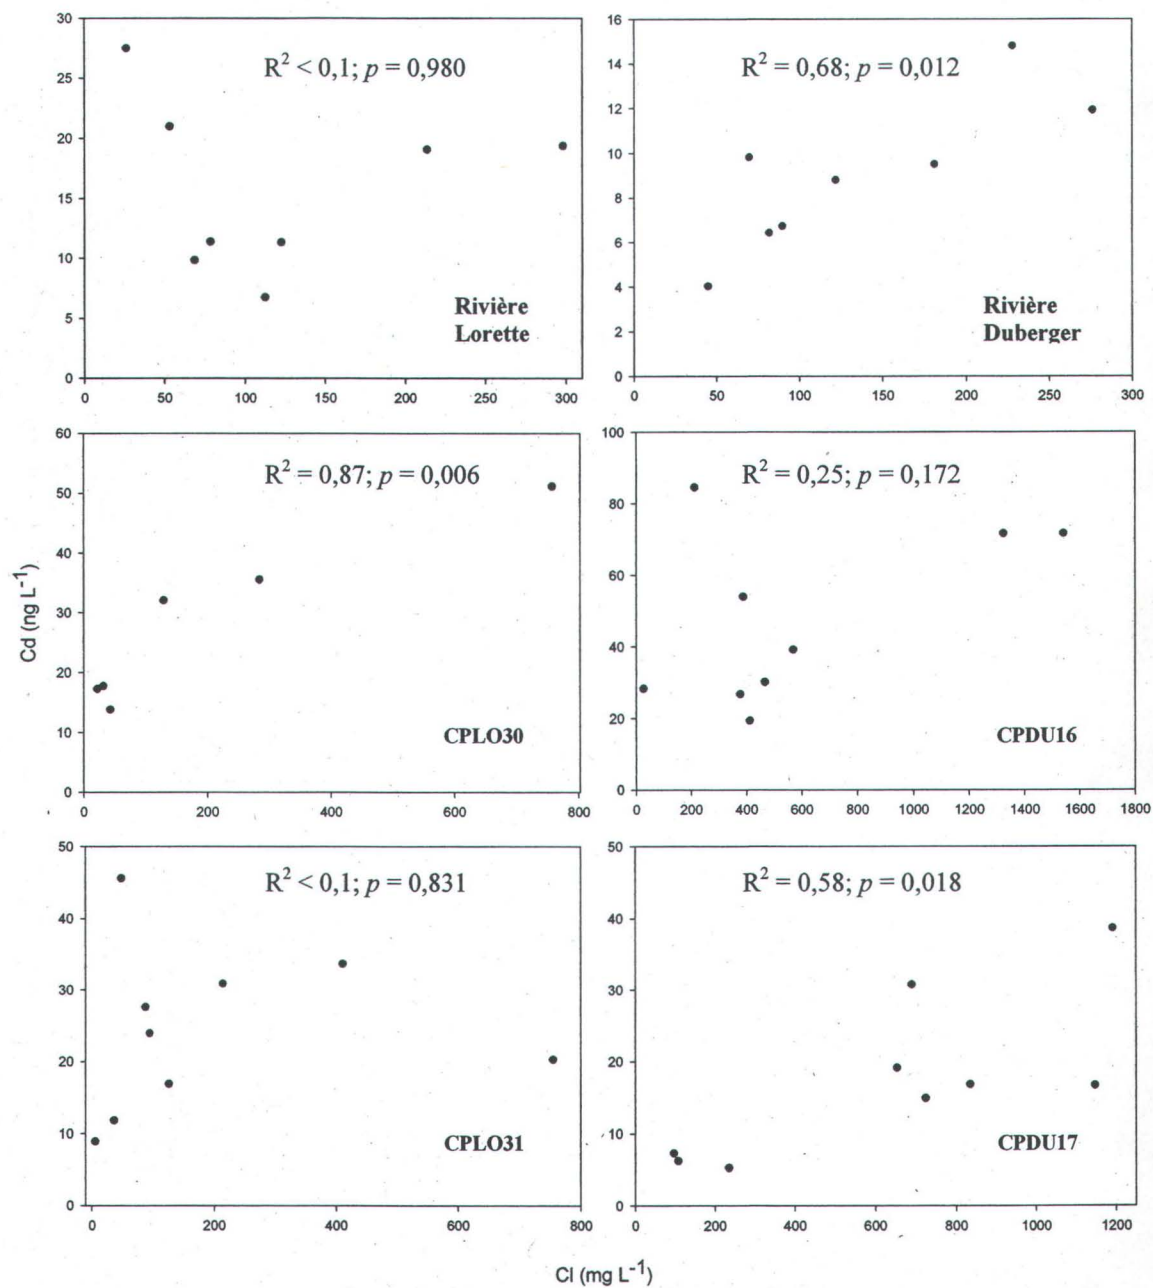 30
25
20
15
10
5
0
R² < 0,1; p = 0,980
Rivière
Lorette
0 50 100 150 200 250 300
16
14
12
10
8
6
4
2
0
R² = 0,68; p = 0,012
Rivière
Duberger
0 50 100 150 200 250 300
60
50
40
30
20
10
0
R² = 0,87; p = 0,006
CPLO30
0 200 400 600 800
100
80
60
40
20
0
R² = 0,25; p = 0,172
CPDU16
0 200 400 600 800 1000 1200 1400 1600 1800
Cd (ng L⁻¹)
50
40
30
20
10
0
R² < 0,1; p = 0,831
CPLO31
0 200 400 600 800
50
40
30
20
10
0
R² = 0,58; p = 0,018
CPDU17
0 200 400 600 800 1000 1200
Cl (mg L⁻¹)